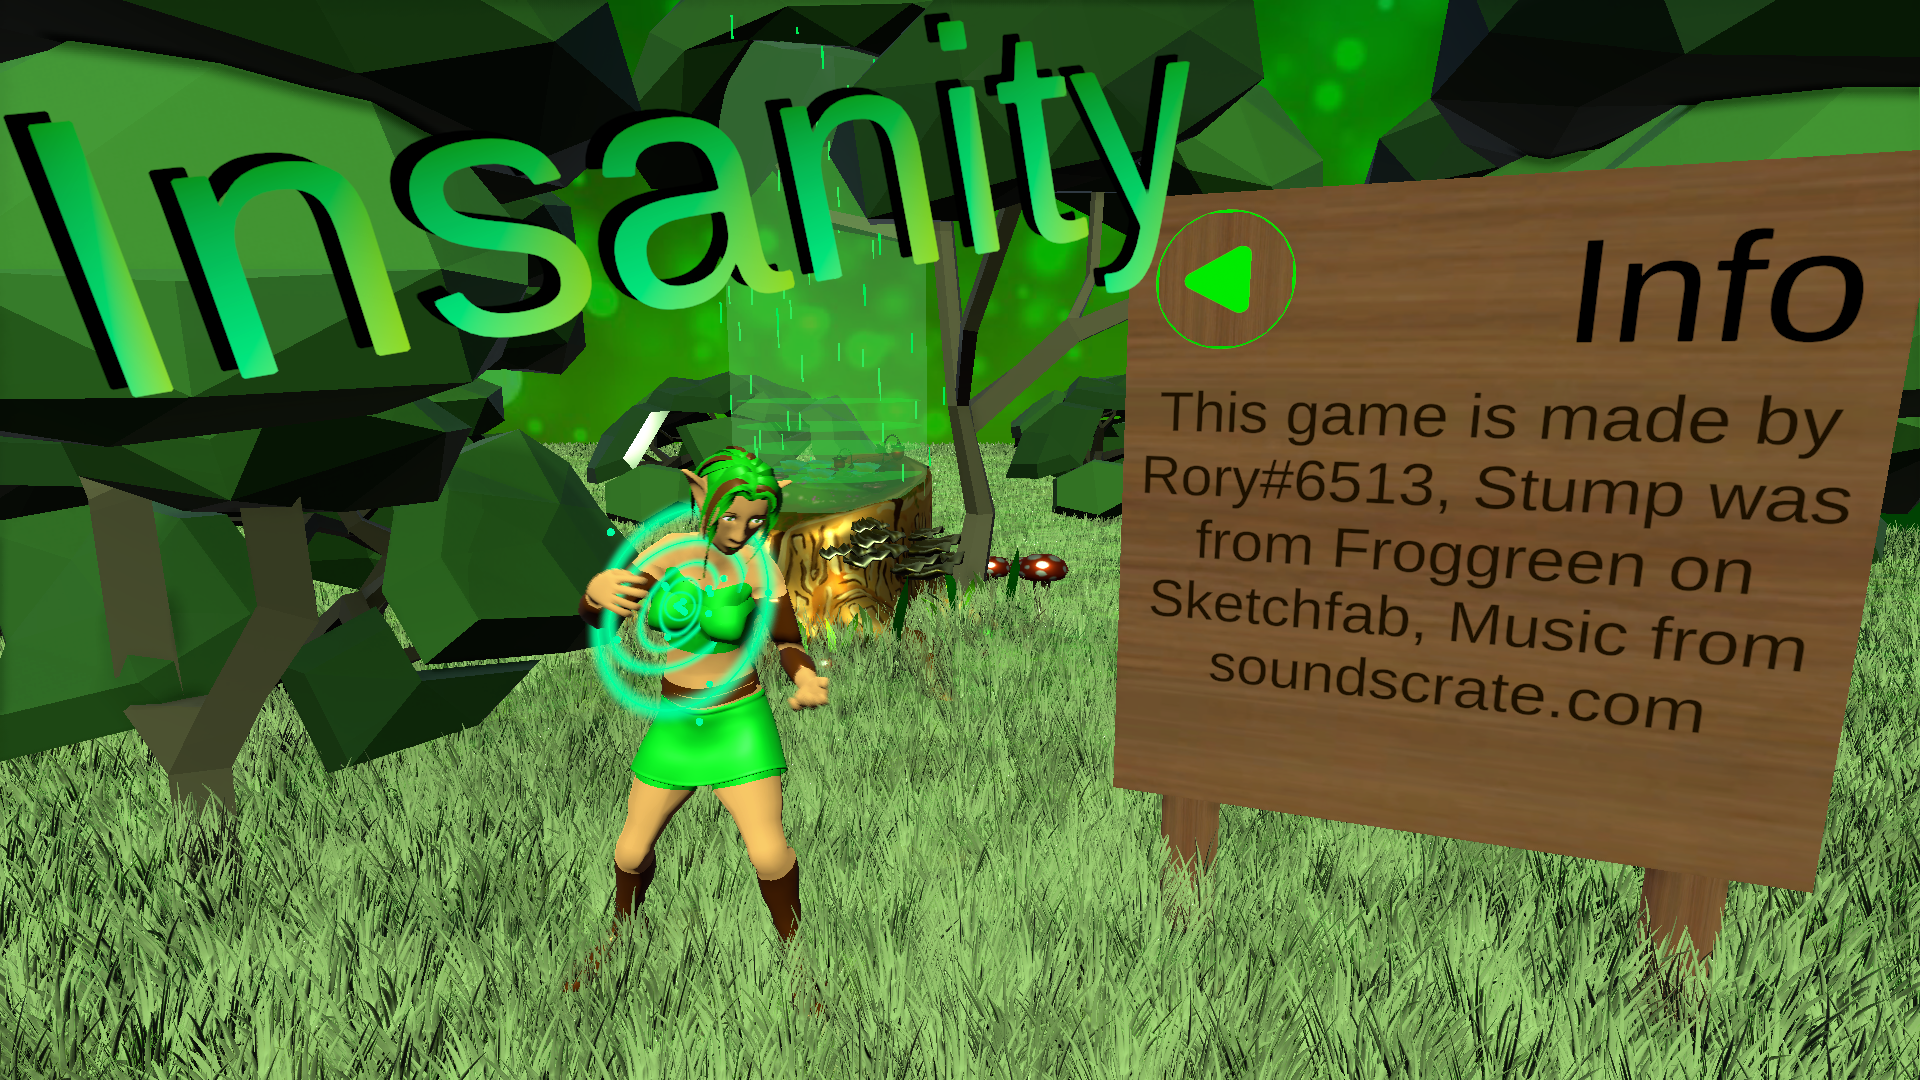 Insanity
Info
This game is made by
Rory#6513, Stump was
from Froggreen on
Sketchfab, Music from
soundscrate.com